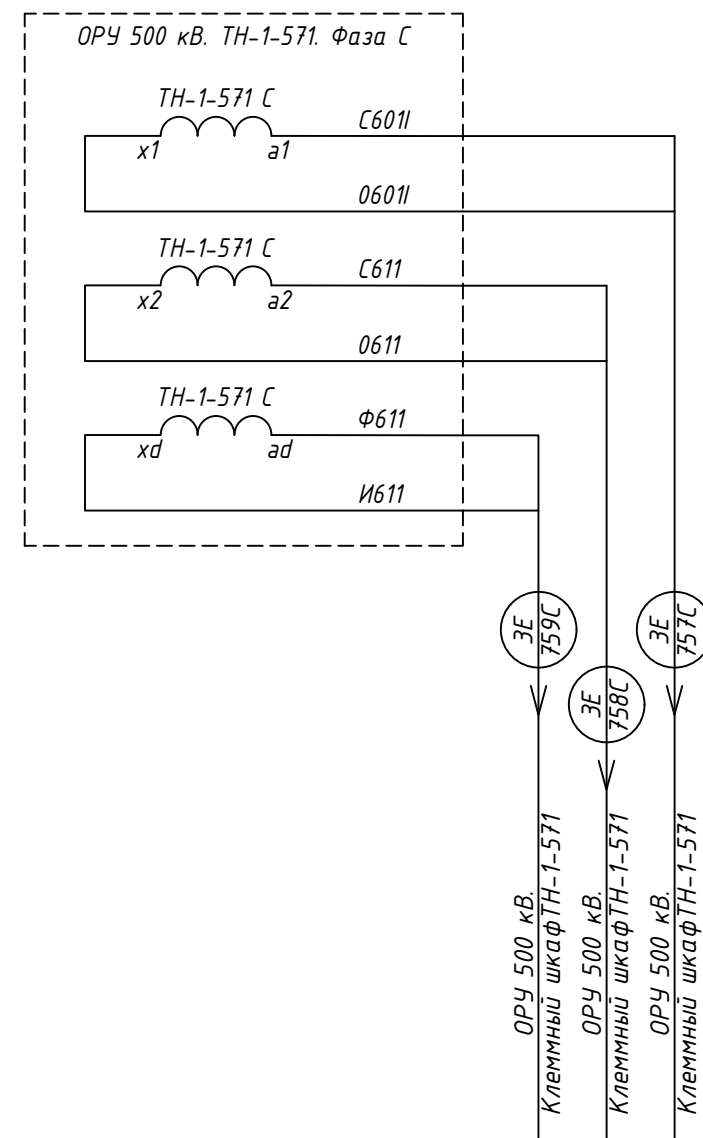 ОРУ 500 кВ. ТН-1-571. Фаза С
ТН-1-571 С
С601I
x1
a1
0601I
ТН-1-571 С
С611
x2
a2
0611
ТН-1-571 С
Ф611
xd
ad
И611
3Е
759С
3Е
758С
3Е
757С
ОРУ 500 кВ.
Клеммный шкафТН-1-571
ОРУ 500 кВ.
Клеммный шкафТН-1-571
ОРУ 500 кВ.
Клеммный шкафТН-1-571